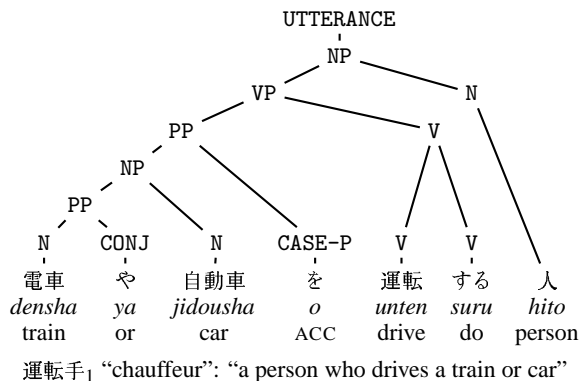 UTTERANCE
NP
VP N
PP V
NP
PP
N CONJ N CASE-P V V
電車 や 自動車 を 運転 する 人
densha ya jidousha o unten suru hito
train or car ACC drive do person
運転手1 “chauffeur”: “a person who drives a train or car”